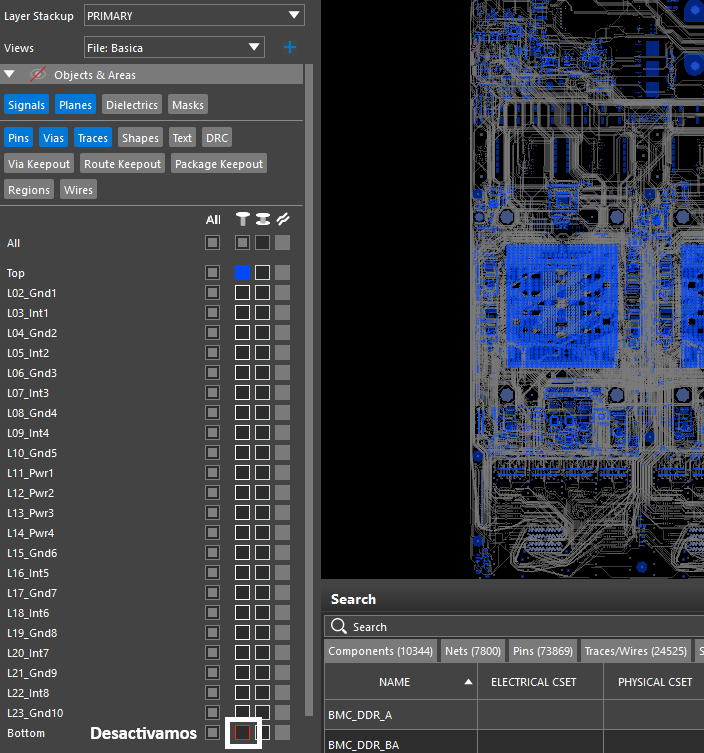 Layer Stackup PRIMARY
Views File: Basica +
Objects & Areas
Signals Planes Dielectrics Masks
Pins Vias Traces Shapes Text DRC
Via Keepout Route Keepout Package Keepout
Regions Wires
All
All
Top
L02_Gnd1
L03_Int1
L04_Gnd2
L05_Int2
L06_Gnd3
L07_Int3
L08_Gnd4
L09_Int4
L10_Gnd5
L11_Pwr1
L12_Pwr2
L13_Pwr3
L14_Pwr4
L15_Gnd6
L16_Int5
L17_Gnd7
L18_Int6
L19_Gnd8
L20_Int7
L21_Gnd9
L22_Int8
L23_Gnd10
Bottom Desactivamos
Search
Search
Components (10344) Nets (7800) Pins (73869) Traces/Wires (24525) S
NAME ELECTRICAL CSET PHYSICAL CSET
BMC_DDR_A
BMC_DDR_BA